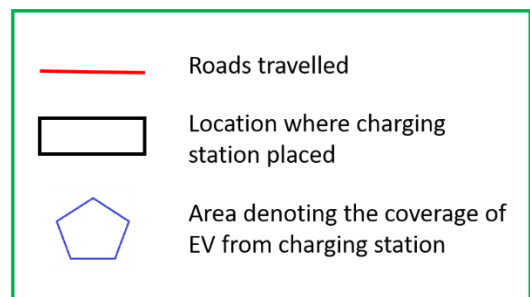 Roads travelled
Location where charging
station placed
Area denoting the coverage of
EV from charging station